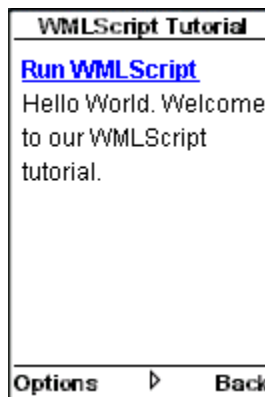 WMLScript Tutorial
Run WMLScript
Hello World. Welcome
to our WMLScript
tutorial.
Options Back